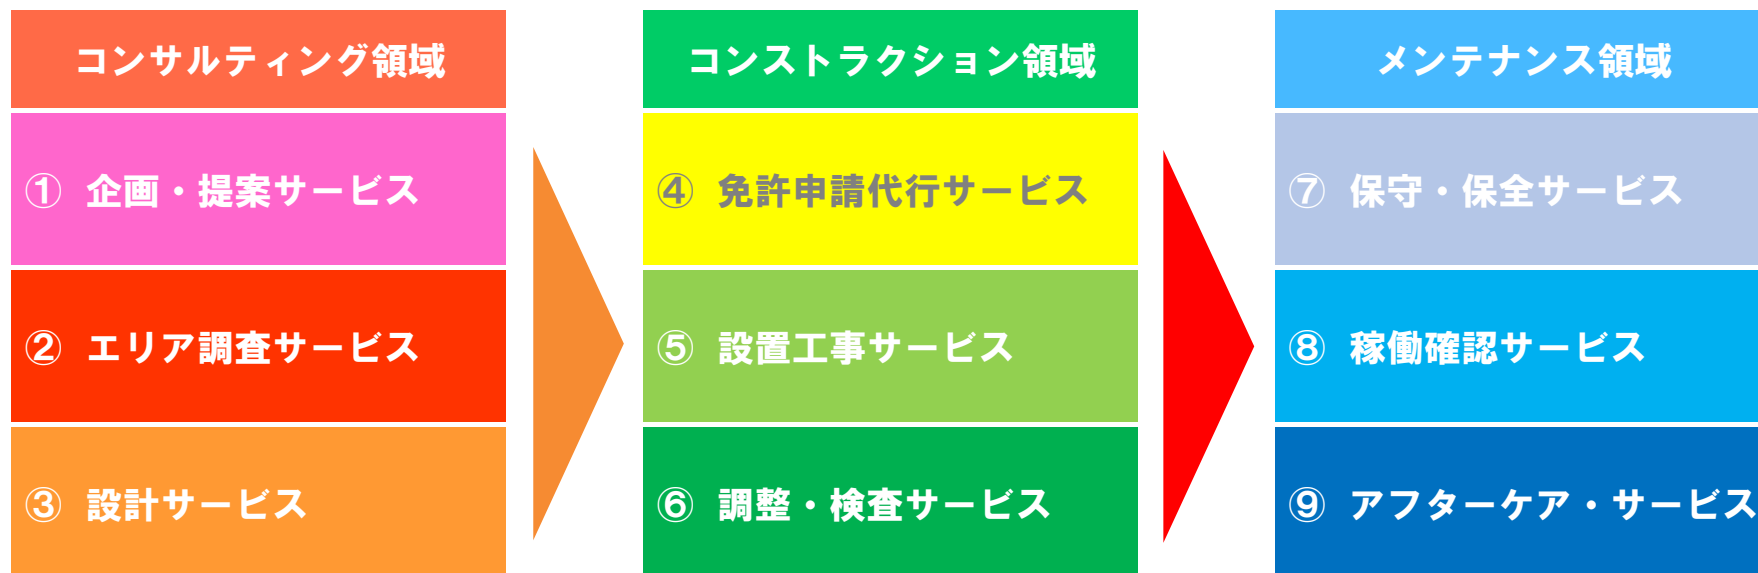 コンサルティング領域
① 企画・提案サービス
② エリア調査サービス
③ 設計サービス
コンストラクション領域
④ 免許申請代行サービス
⑤ 設置工事サービス
⑥ 調整・検査サービス
メンテナンス領域
⑦ 保守・保全サービス
⑧ 稼働確認サービス
⑨ アフターケア・サービス